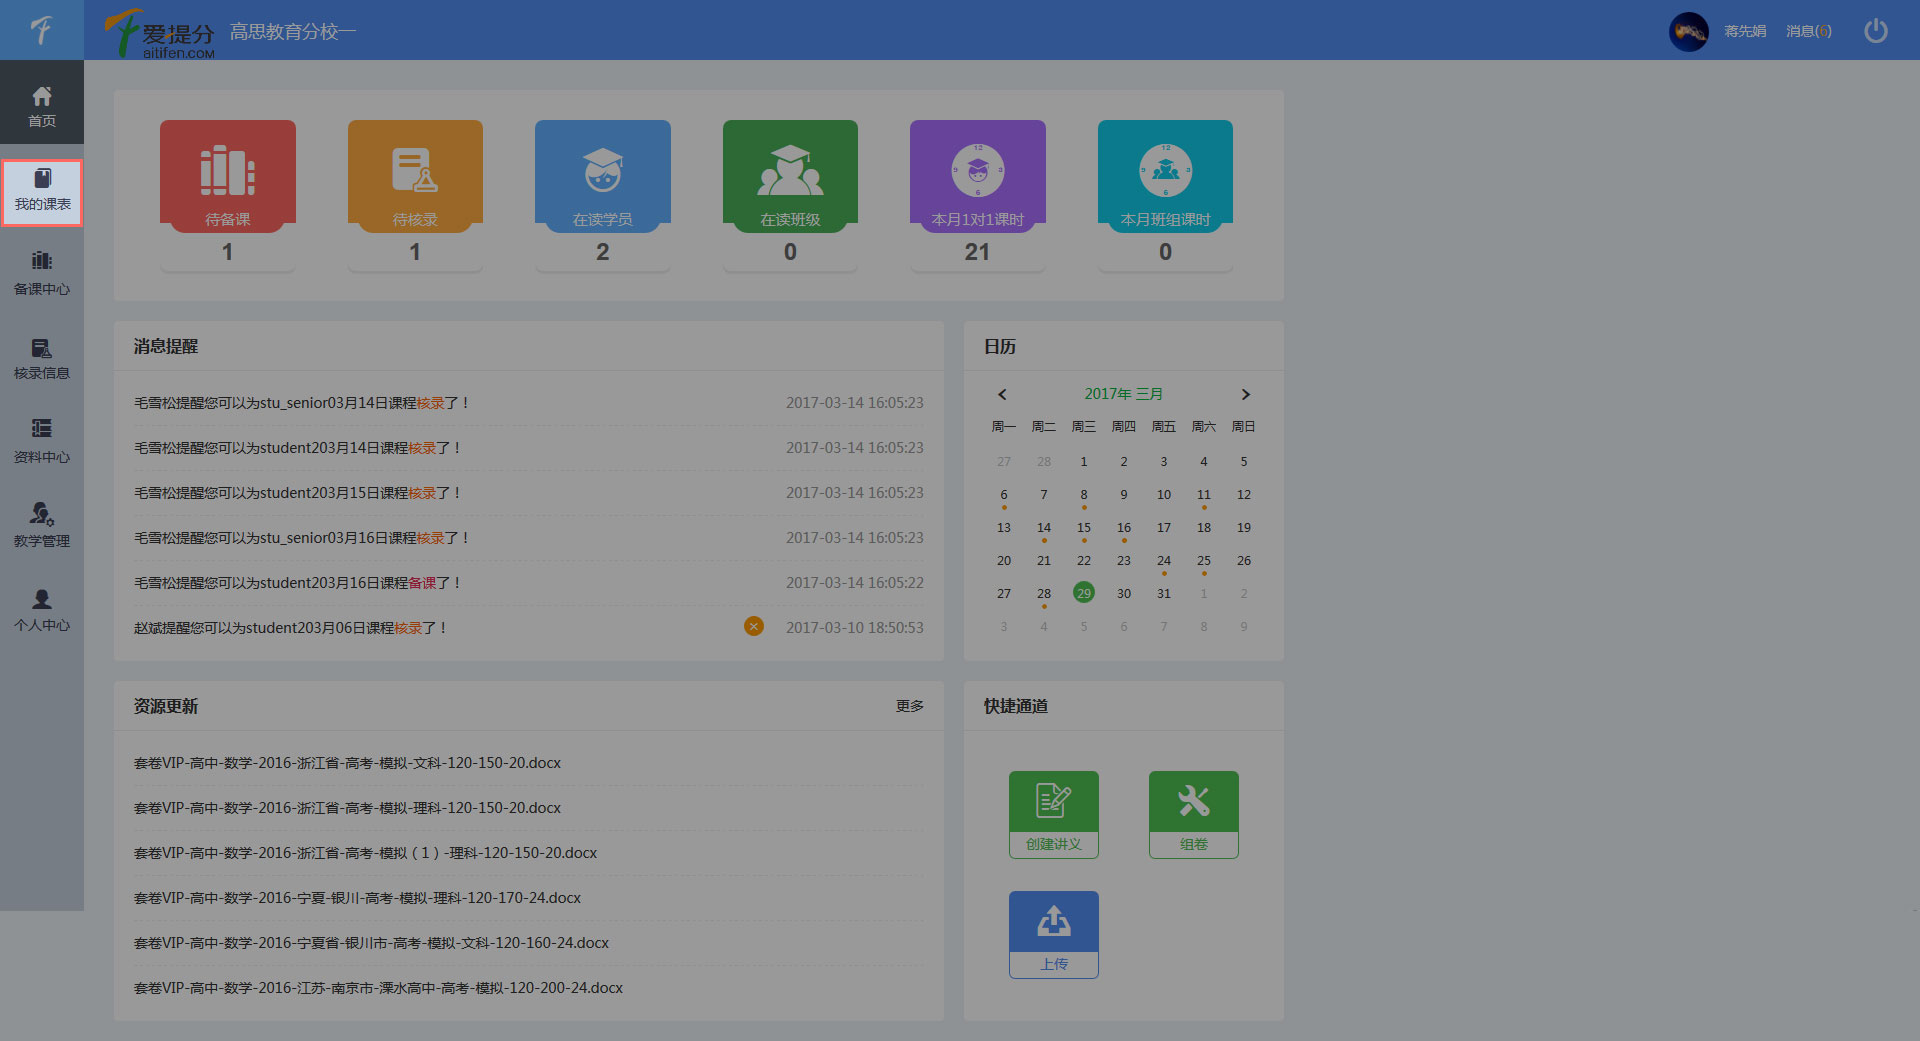 爱提分
aitifen.com
高思教育分校一
蒋先娟
消息(6)
首页
我的课表
备课中心
核录信息
资料中心
教学管理
个人中心
待备课
1
待核录
1
在读学员
2
在读班级
0
12
9
3
6
本月1对1课时
21
12
9
3
6
本月班组课时
0
消息提醒
毛雪松提醒您可以为stu_senior03月14日课程核录了！ 2017-03-14 16:05:23
毛雪松提醒您可以为student203月14日课程核录了！ 2017-03-14 16:05:23
毛雪松提醒您可以为student203月15日课程核录了！ 2017-03-14 16:05:23
毛雪松提醒您可以为stu_senior03月16日课程核录了！ 2017-03-14 16:05:23
毛雪松提醒您可以为student203月16日课程备课了！ 2017-03-14 16:05:22
赵斌提醒您可以为student203月06日课程核录了！ 2017-03-10 18:50:53
日历
2017年 三月
周一 周二 周三 周四 周五 周六 周日
27 28 1 2 3 4 5
6 7 8 9 10 11 12
13 14 15 16 17 18 19
20 21 22 23 24 25 26
27 28 29 30 31 1 2
3 4 5 6 7 8 9
资源更新
更多
套卷VIP-高中-数学-2016-浙江省-高考-模拟-文科-120-150-20.docx
套卷VIP-高中-数学-2016-浙江省-高考-模拟-理科-120-150-20.docx
套卷VIP-高中-数学-2016-浙江省-高考-模拟（1）-理科-120-150-20.docx
套卷VIP-高中-数学-2016-宁夏-银川-高考-模拟-理科-120-170-24.docx
套卷VIP-高中-数学-2016-宁夏省-银川市-高考-模拟-文科-120-160-24.docx
套卷VIP-高中-数学-2016-江苏-南京市-溧水高中-高考-模拟-120-200-24.docx
快捷通道
创建讲义
组卷
上传